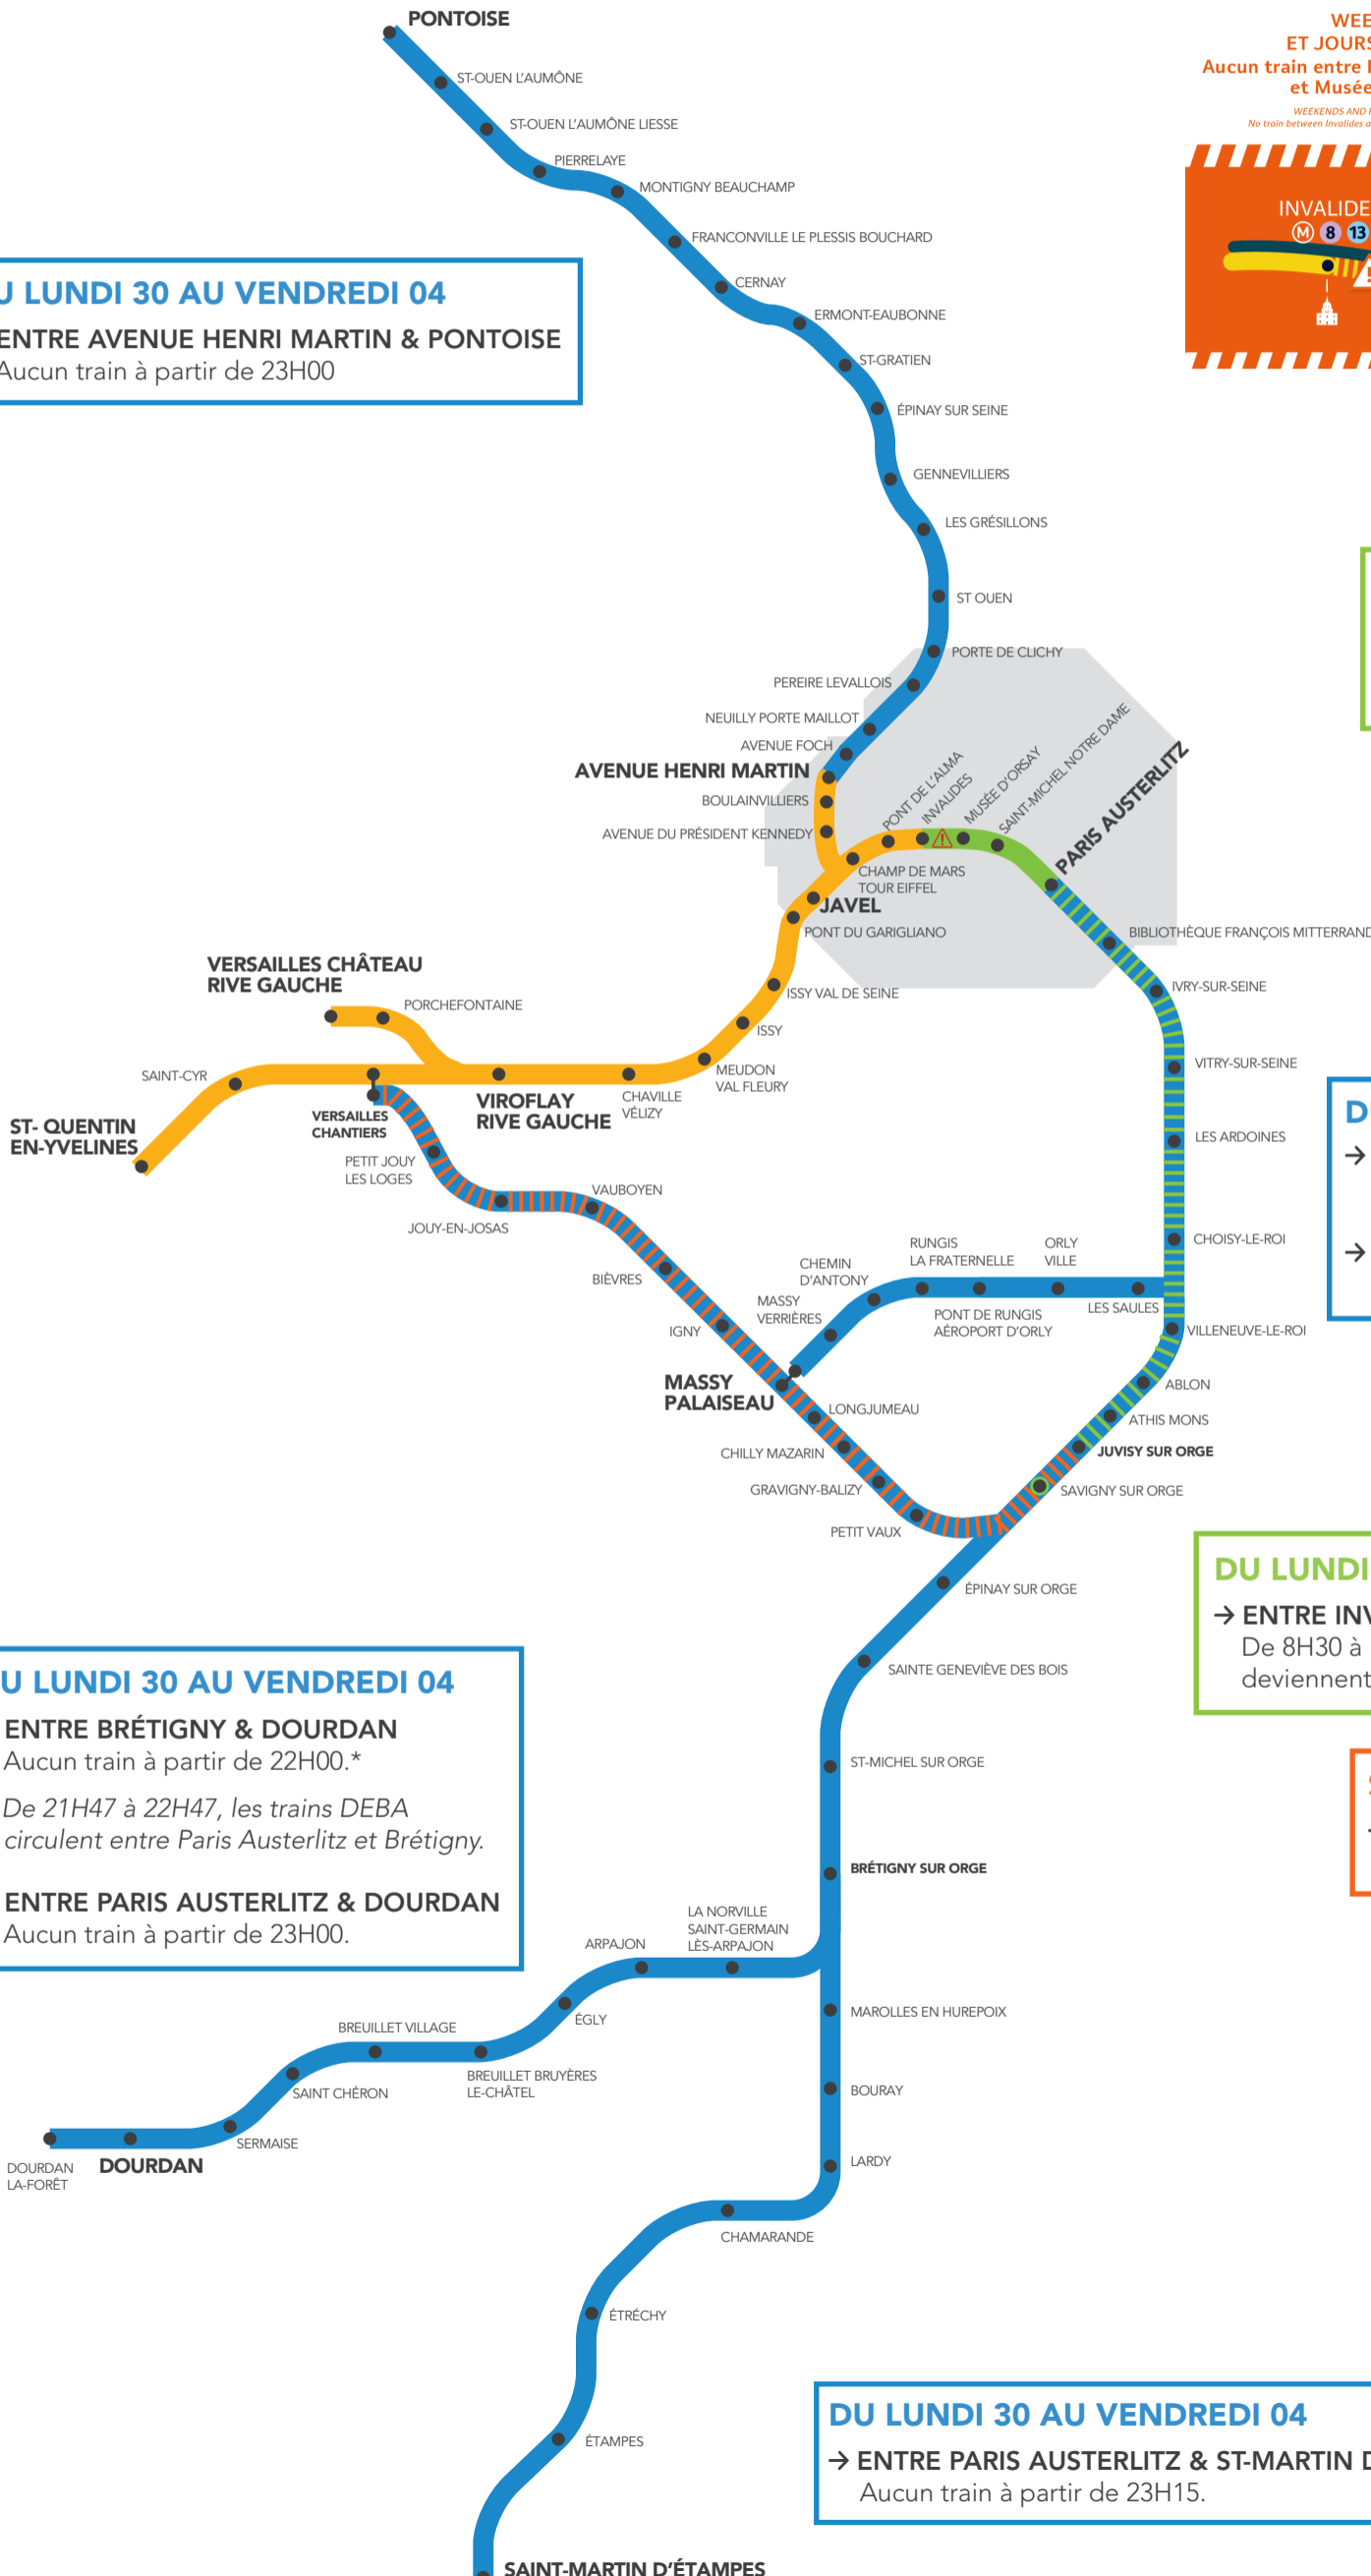 PONTOISE
ST-OUEN L'AUMÔNE
ST-OUEN L'AUMÔNE LIESSE
PIERRELAYE
MONTIGNY BEAUCHAMP
FRANCONVILLE LE PLESSIS BOUCHARD
CERNAY
ERMONT-EAUBONNE
ST-GRATIEN
ÉPINAY SUR SEINE
GENNEVILLIERS
LES GRÉSILLONS
ST OUEN
PORTE DE CLICHY
PEREIRE LEVALLOIS
NEUILLY PORTE MAILLOT
AVENUE FOCH
AVENUE HENRI MARTIN
BOULAINVILLIERS
AVENUE DU PRÉSIDENT KENNEDY
ET JOURS
Aucun train entre
et Musée
WEEKENDS AND
No train between Invalides
INVALIDE
M 8 13
LUNDI 30 AU VENDREDI 04
ENTRE AVENUE HENRI MARTIN & PONTOISE
Aucun train à partir de 23H00
PONT DE L'ALMA
INVALIDES
MUSÉE D'ORSAY
SAINT-MICHEL NOTRE DAME
PARIS AUSTERLITZ
CHAMP DE MARS
TOUR EIFFEL
JAVEL
PONT DU GARIGLIANO
ISSY VAL DE SEINE
ISSY
MEUDON
VAL FLEURY
CHAVILLE
VÉLIZY
VIROFLAY
RIVE GAUCHE
VERSAILLES CHÂTEAU
RIVE GAUCHE
PORCHEFONTAINE
SAINT-CYR
ST- QUENTIN
EN-YVELINES
VERSAILLES
CHANTIERS
PETIT JOUY
LES LOGES
JOUY-EN-JOSAS
VAUBOYEN
BIÈVRES
IGNY
MASSY
PALAISEAU
LONGJUMEAU
CHILLY MAZARIN
GRAVIGNY-BALIZY
PETIT VAUX
MASSY
VERRIÈRES
CHEMIN
D'ANTONY
RUNGIS
LA FRATERNELLE
PONT DE RUNGIS
AÉROPORT D'ORLY
ORLY
VILLE
LES SAULES
BIBLIOTHÈQUE FRANÇOIS MITTERRAND
IVRY-SUR-SEINE
VITRY-SUR-SEINE
LES ARDOINES
CHOISY-LE-ROI
VILLENEUVE-LE-ROI
ABLON
ATHIS MONS
JUVISY SUR ORGE
SAVIGNY SUR ORGE
D
→
→
ÉPINAY SUR ORGE
SAINTE GENEVIÈVE DES BOIS
ST-MICHEL SUR ORGE
BRÉTIGNY SUR ORGE
DU LUNDI
→ ENTRE INV
De 8H30 à
deviennent
U LUNDI 30 AU VENDREDI 04
ENTRE BRÉTIGNY & DOURDAN
Aucun train à partir de 22H00.*
De 21H47 à 22H47, les trains DEBA
circulent entre Paris Austerlitz et Brétigny.
ENTRE PARIS AUSTERLITZ & DOURDAN
Aucun train à partir de 23H00.
LA NORVILLE
SAINT-GERMAIN
LÈS-ARPAJON
ARPAJON
ÉGLY
BREUILLET BRUYÈRES
LE-CHÂTEL
BREUILLET VILLAGE
SAINT CHÉRON
SERMAISE
DOURDAN
DOURDAN
LA-FORÊT
MAROLLES EN HUREPOIX
BOURAY
LARDY
CHAMARANDE
ÉTRÉCHY
ÉTAMPES
SAINT-MARTIN D'ÉTAMPES
DU LUNDI 30 AU VENDREDI 04
→ ENTRE PARIS AUSTERLITZ & ST-MARTIN D
Aucun train à partir de 23H15.